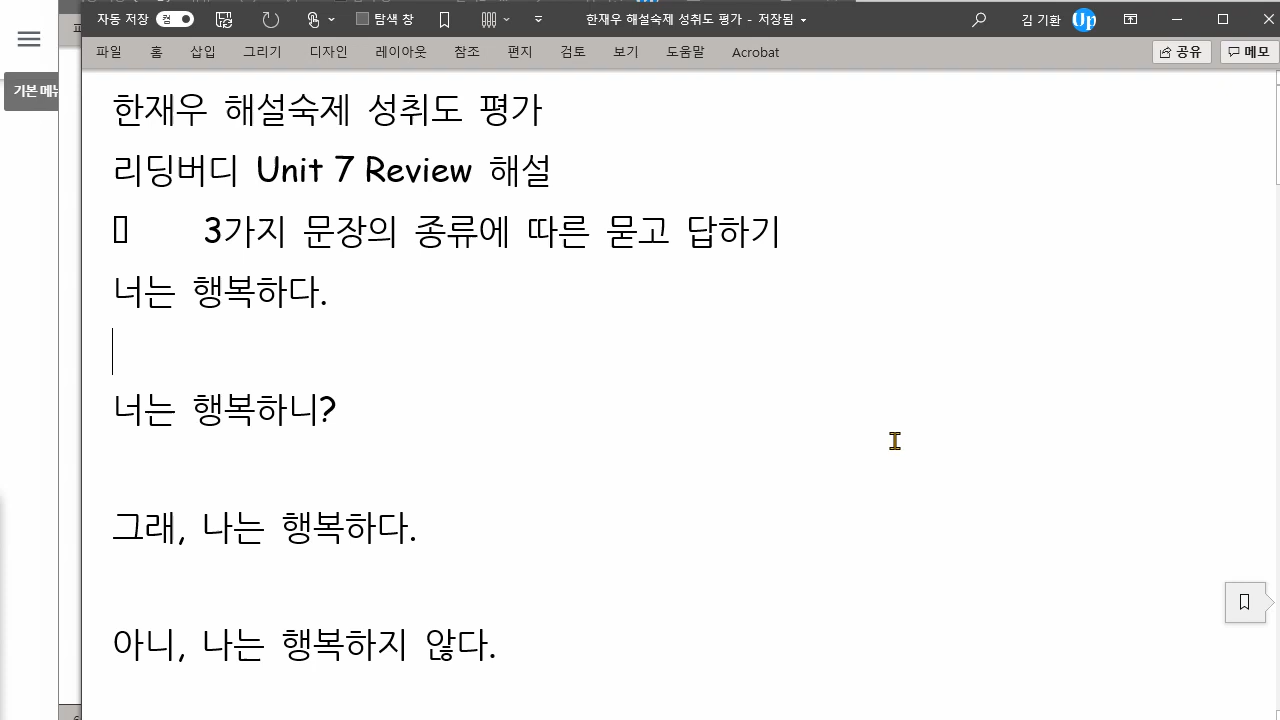 자동 저장 컴 탐색 창 한재우 해설숙제 성취도 평가 - 저장됨 김 기환 Up
파일 홈 삽입 그리기 디자인 레이아웃 참조 편지 검토 보기 도움말 Acrobat 공유 메모
기본 메뉴
한재우 해설숙제 성취도 평가
리딩버디 Unit 7 Review 해설
3가지 문장의 종류에 따른 묻고 답하기
너는 행복하다.
너는 행복하니?
그래, 나는 행복하다.
아니, 나는 행복하지 않다.